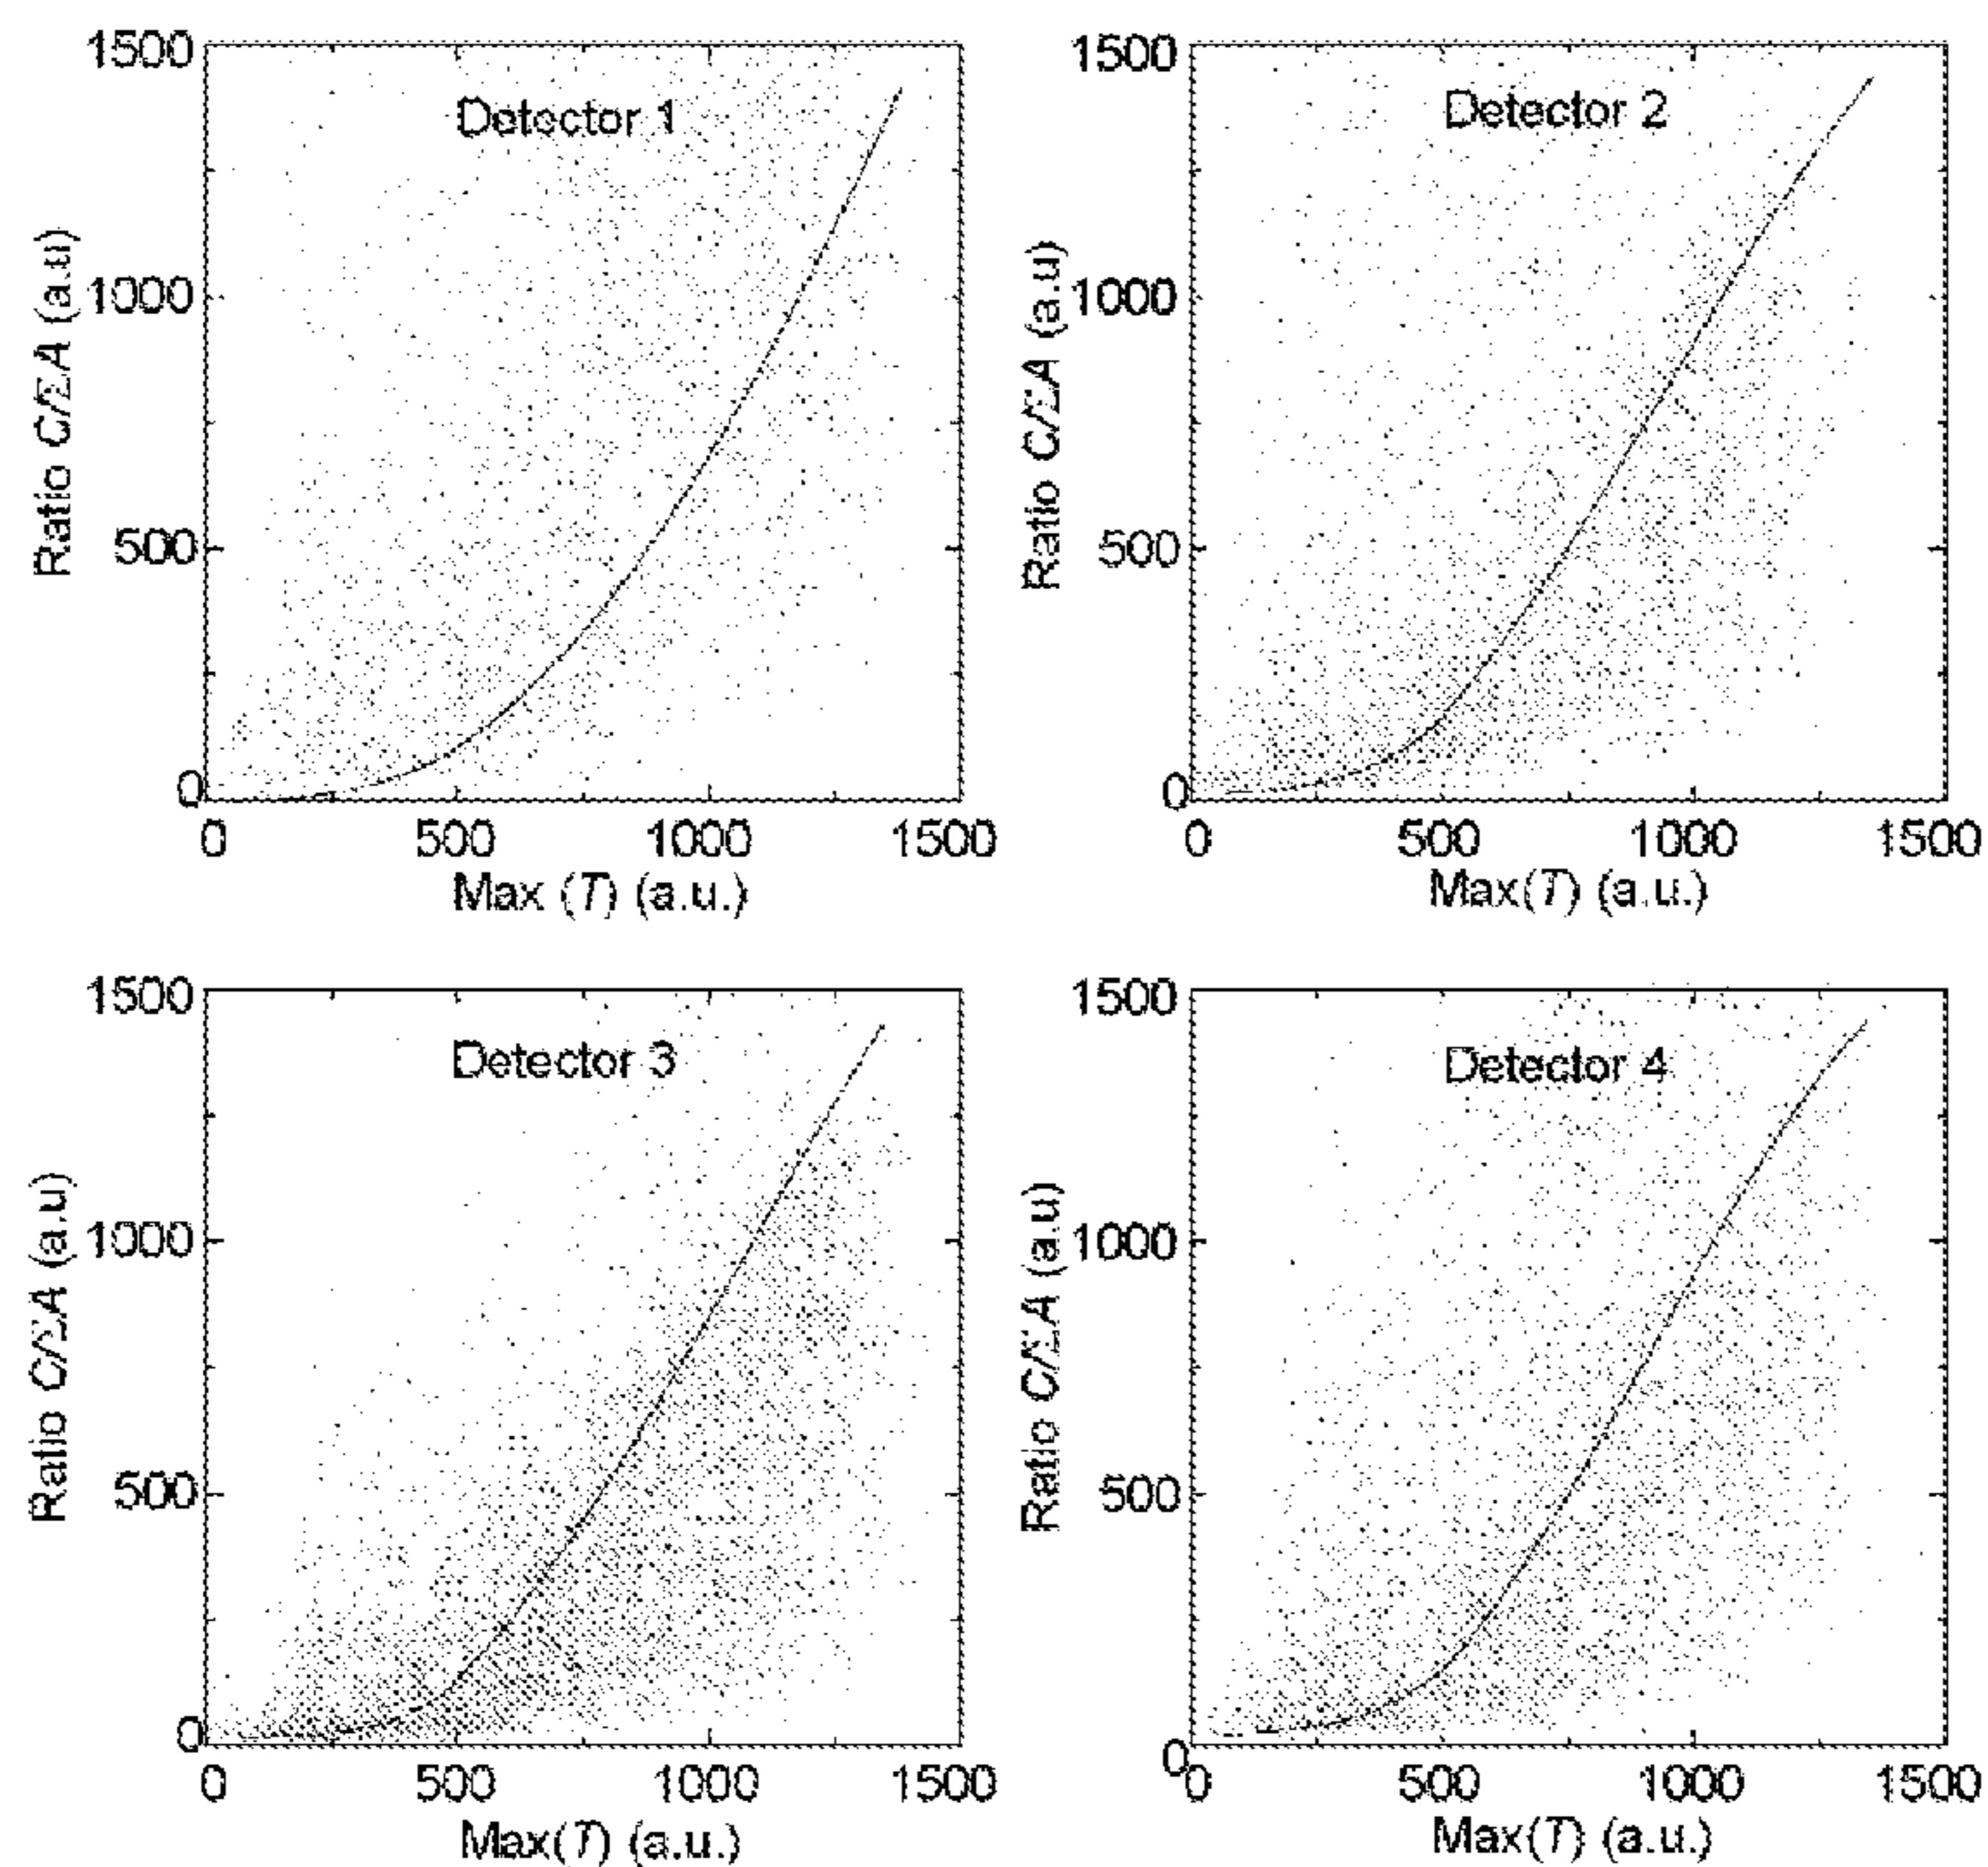 1500
Detector 1
Ratio C/ΣA (a.u)
1000
500
0
0 500 1000 1500
Max (T) (a.u.)
1500
Detector 2
Ratio C/ΣA (a.u)
1000
500
0
0 500 1000 1500
Max(T) (a.u.)
1500
Detector 3
Ratio C/ΣA (a.u)
1000
500
0
0 500 1000 1500
Max(T) (a.u.)
1500
Detector 4
Ratio C/ΣA (a.u)
1000
500
0
0 500 1000 1500
Max(T) (a.u.)